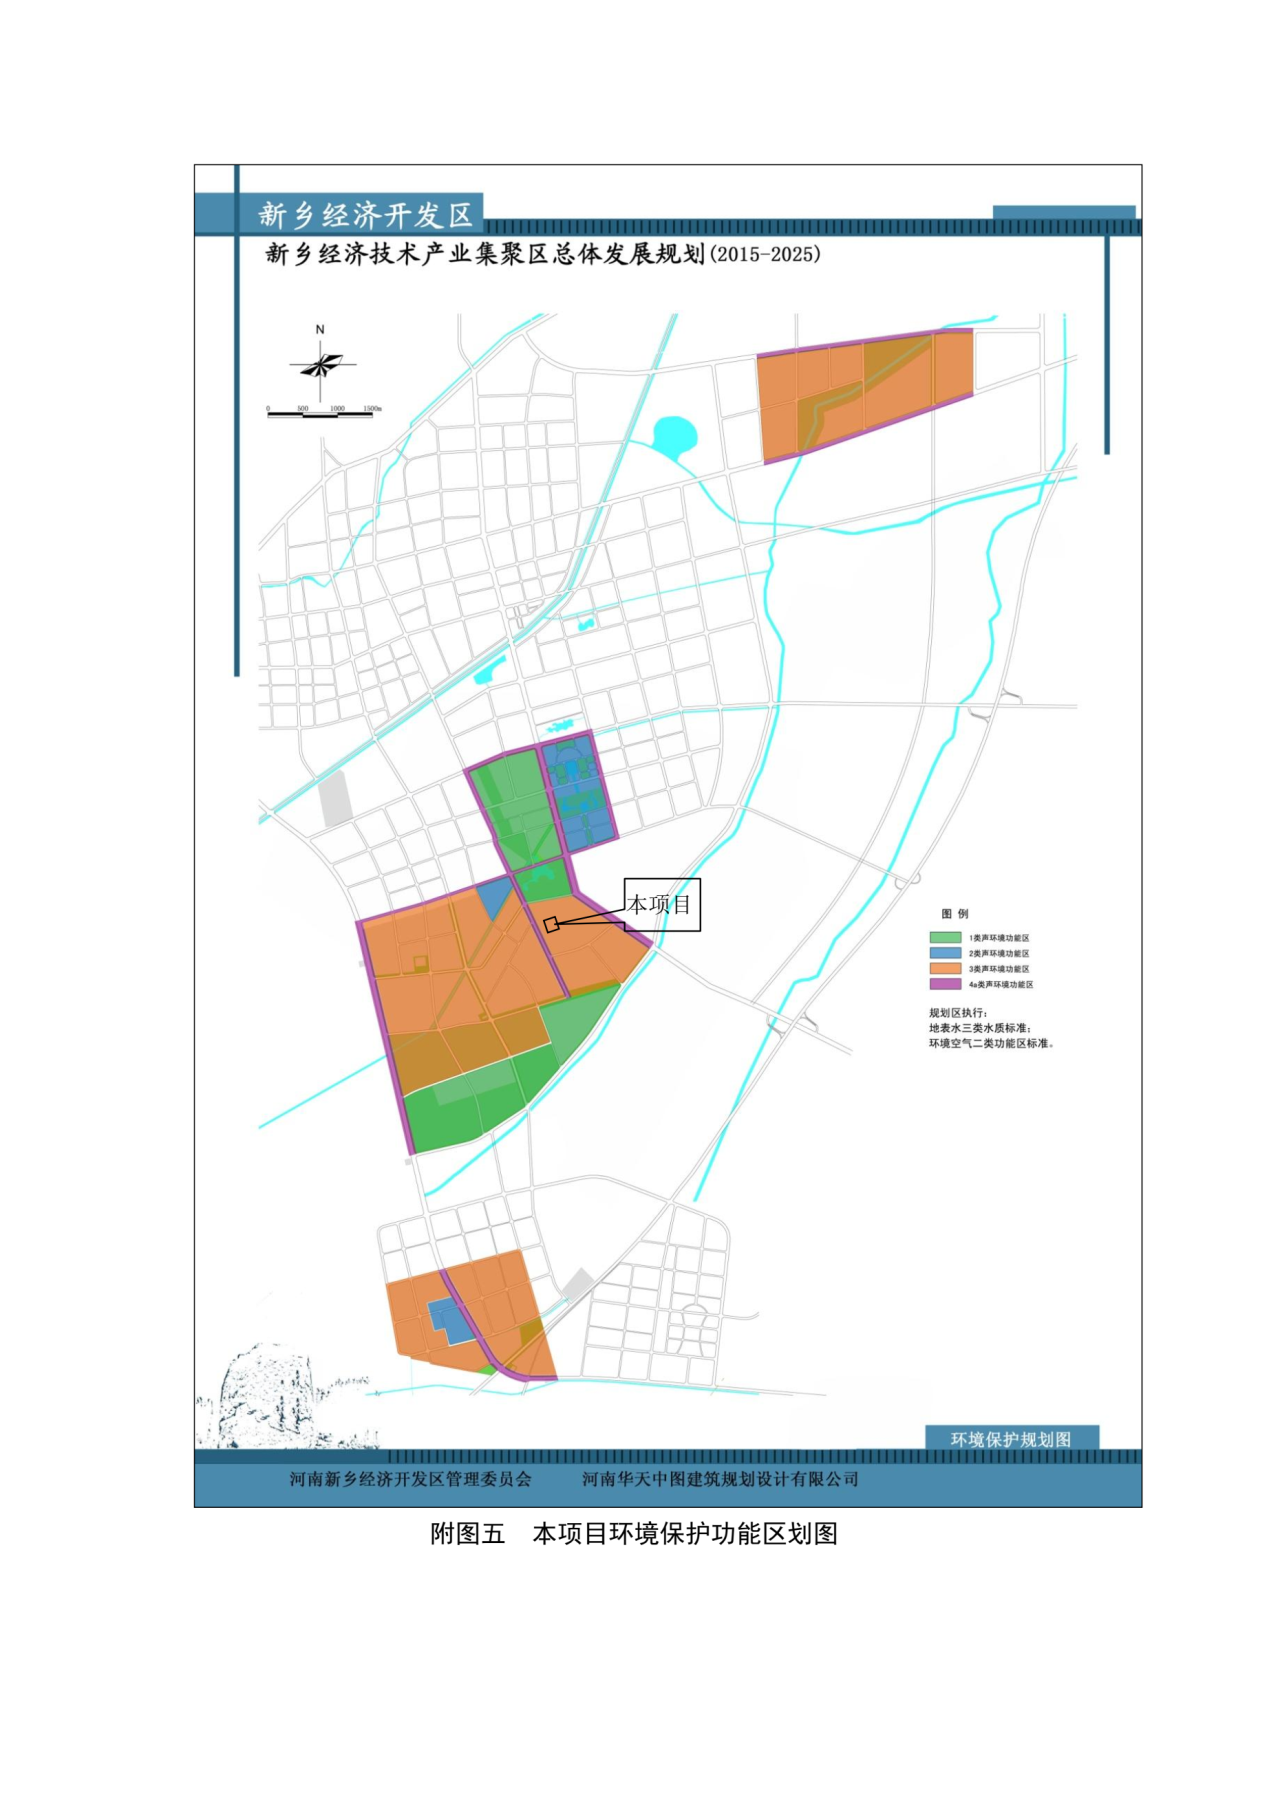 新乡经济开发区
新乡经济技术产业集聚区总体发展规划(2015-2025)
N
0 500 1000 1500m
本项目
图 例
1类声环境功能区
2类声环境功能区
3类声环境功能区
4a类声环境功能区
规划区执行：
地表水三类水质标准；
环境空气二类功能区标准。
环境保护规划图
河南新乡经济开发区管理委员会 河南华天中图建筑规划设计有限公司
附图五 本项目环境保护功能区划图